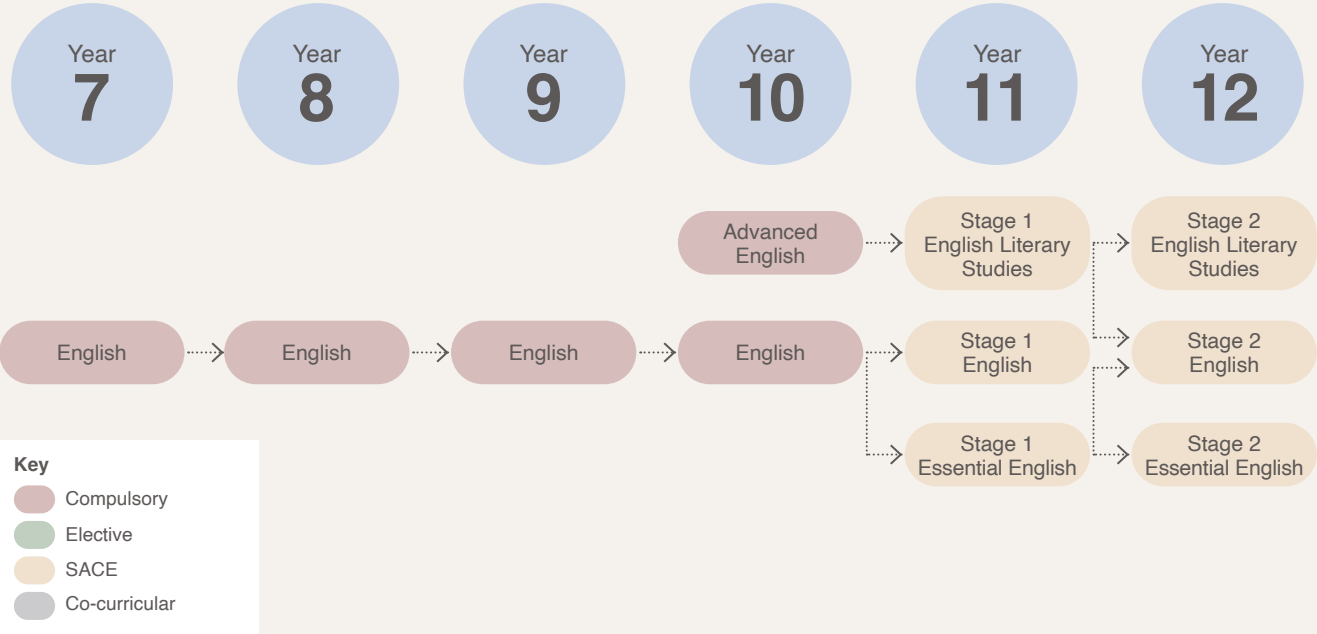 Year
7
Year
8
Year
9
Year
10
Year
11
Year
12
Advanced
English
Stage 1
English Literary
Studies
Stage 2
English Literary
Studies
English
English
English
English
Stage 1
English
Stage 2
English
Stage 1
Essential English
Stage 2
Essential English
Key
Compulsory
Elective
SACE
Co-curricular